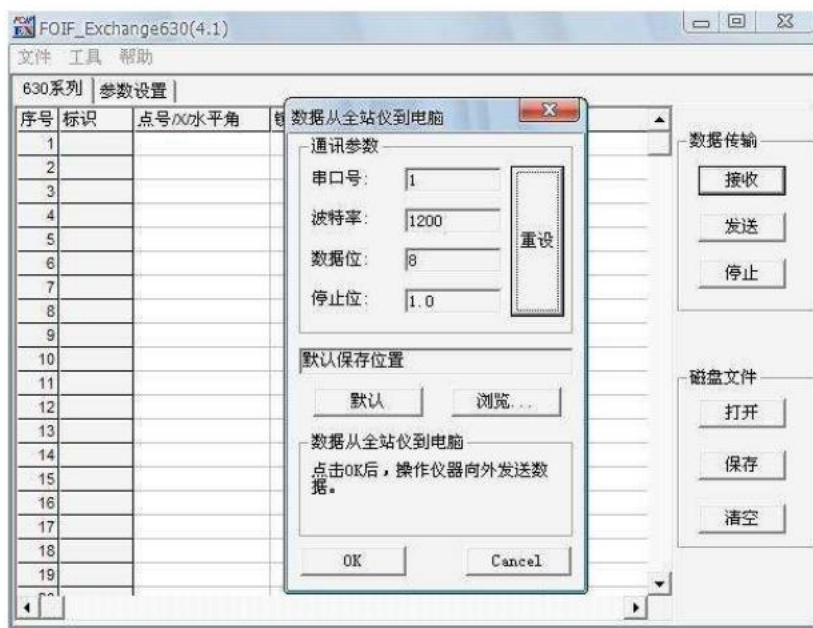 FOIF_Exchange630(4.1)
文件 工具 帮助
630系列 参数设置
序号 标识 点号/X/水平角
1
2
3
4
5
6
7
8
9
10
11
12
13
14
15
16
17
18
19
数据从全站仪到电脑
通讯参数
串口号: 1
波特率: 1200
数据位: 8
停止位: 1.0
重设
默认保存位置
默认 浏览...
数据从全站仪到电脑
点击OK后,操作仪器向外发送数
据。
OK Cancel
数据传输
接收
发送
停止
磁盘文件
打开
保存
清空